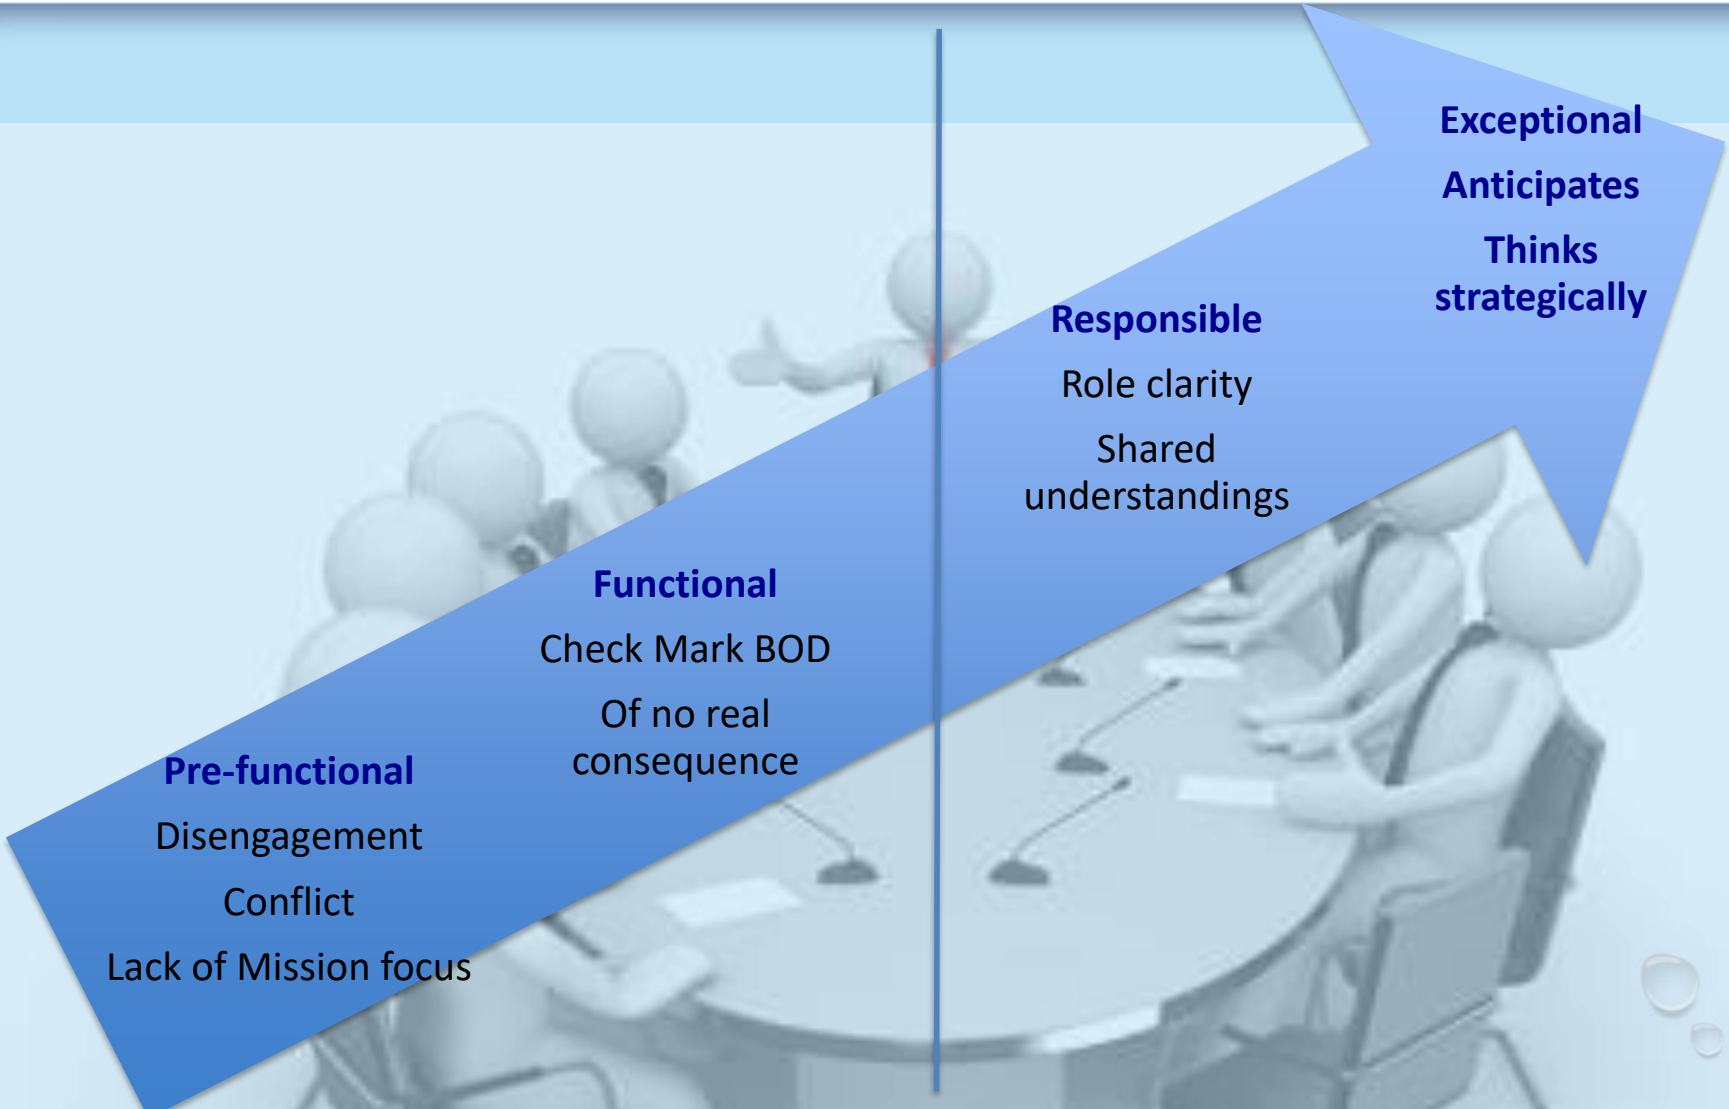 Exceptional
Anticipates
Thinks
strategically
Responsible
Role clarity
Shared
understandings
Functional
Check Mark BOD
Of no real
consequence
Pre-functional
Disengagement
Conflict
Lack of Mission focus